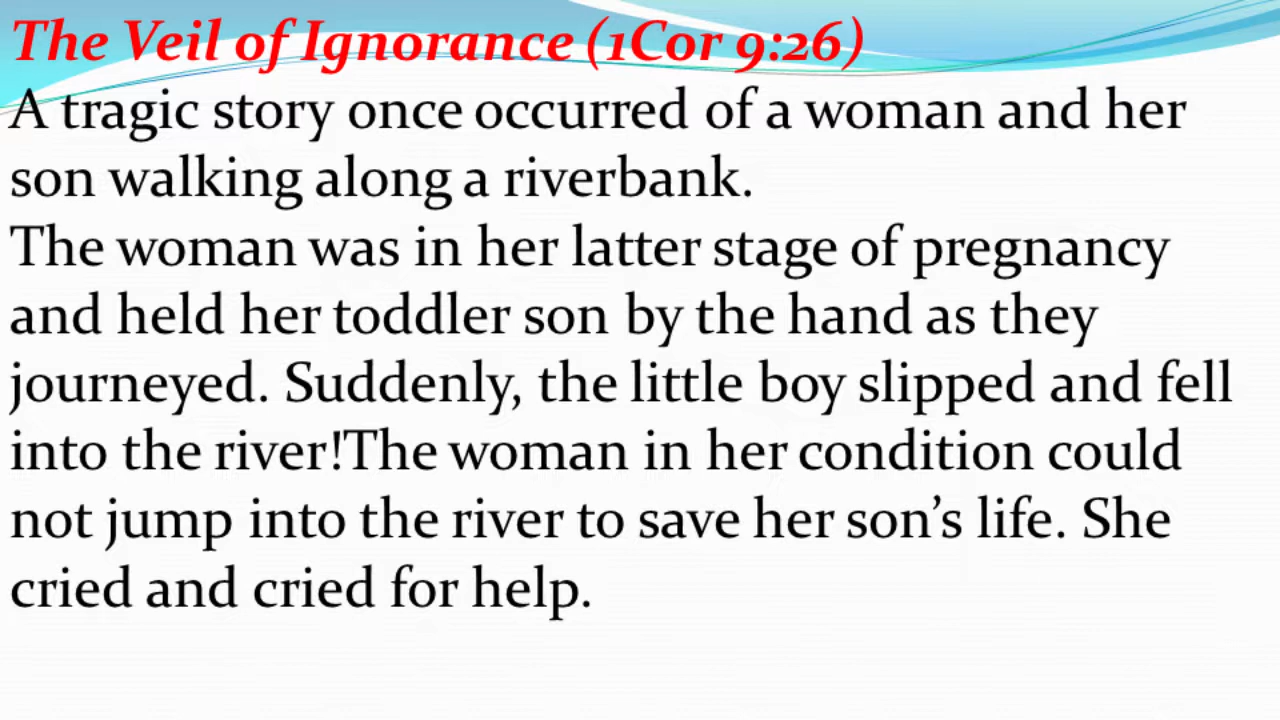 The Veil of Ignorance (1Cor 9:26)
A tragic story once occurred of a woman and her
son walking along a riverbank.
The woman was in her latter stage of pregnancy
and held her toddler son by the hand as they
journeyed. Suddenly, the little boy slipped and fell
into the river!The woman in her condition could
not jump into the river to save her son’s life. She
cried and cried for help.